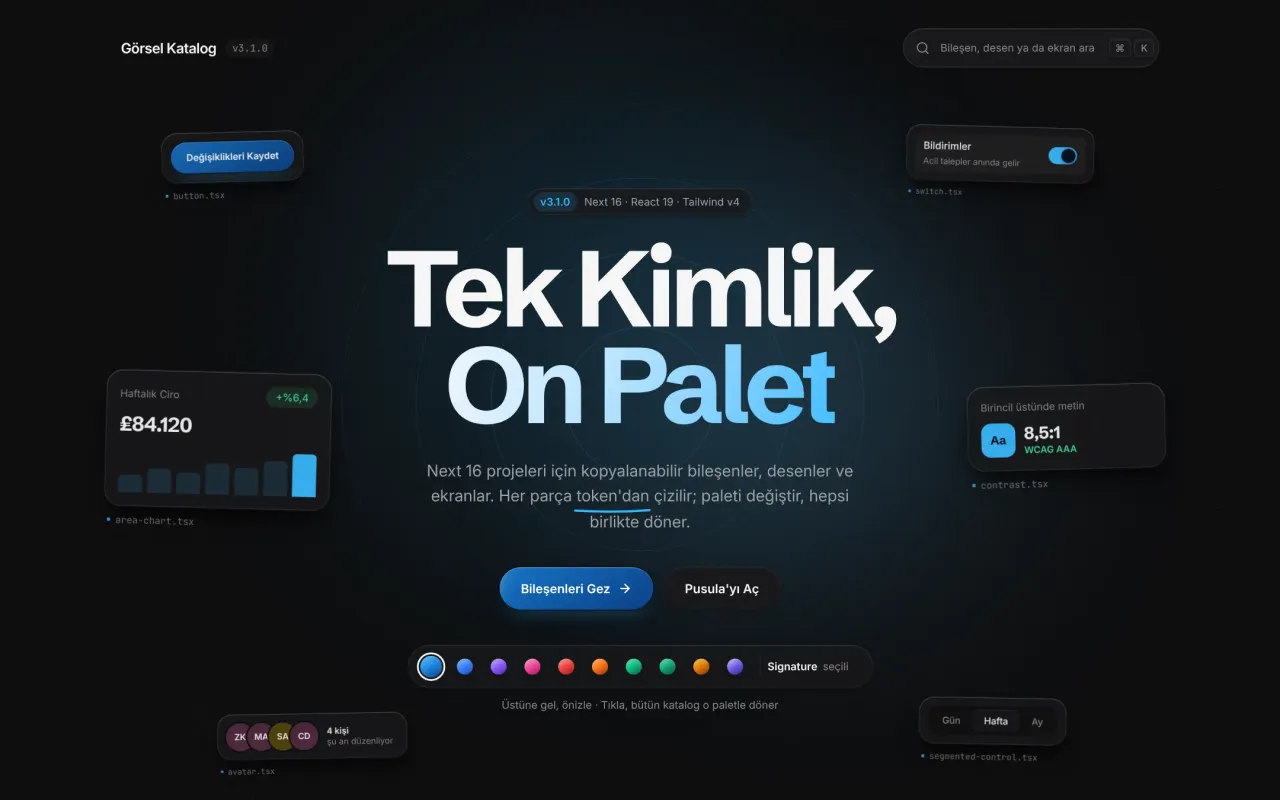 Görsel Katalog v3.1.0
Bileşen, desen ya da ekran ara ⌘ K
Değişiklikleri Kaydet
button.tsx
Bildirimler
Acil talepler anında gelir
switch.tsx
v3.1.0 Next 16 · React 19 · Tailwind v4
Tek Kimlik,
On Palet
Haftalık Ciro
+%6,4
₤84.120
area-chart.tsx
Birincil üstünde metin
Aa
8,5:1
WCAG AAA
contrast.tsx
Next 16 projeleri için kopyalanabilir bileşenler, desenler ve
ekranlar. Her parça token'dan çizilir; paleti değiştir, hepsi
birlikte döner.
Bileşenleri Gez →
Pusula'yı Aç
Signature seçili
Üstüne gel, önizle · Tıkla, bütün katalog o paletle döner
ZK MA SA CD
4 kişi
şu an düzenliyor
avatar.tsx
Gün Hafta Ay
segmented-control.tsx